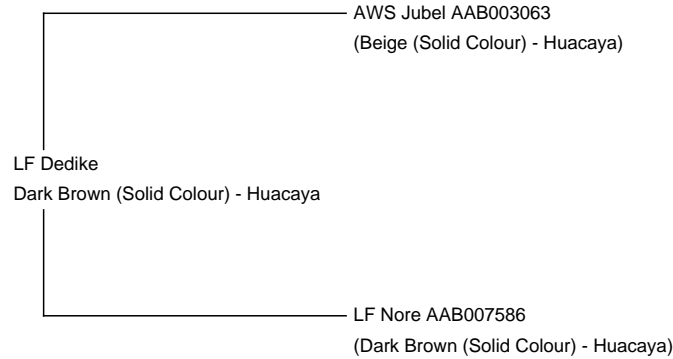 AWS Jubel AAB003063
(Beige (Solid Colour) - Huacaya)
LF Dedike
Dark Brown (Solid Colour) - Huacaya
LF Nore AAB007586
(Dark Brown (Solid Colour) - Huacaya)